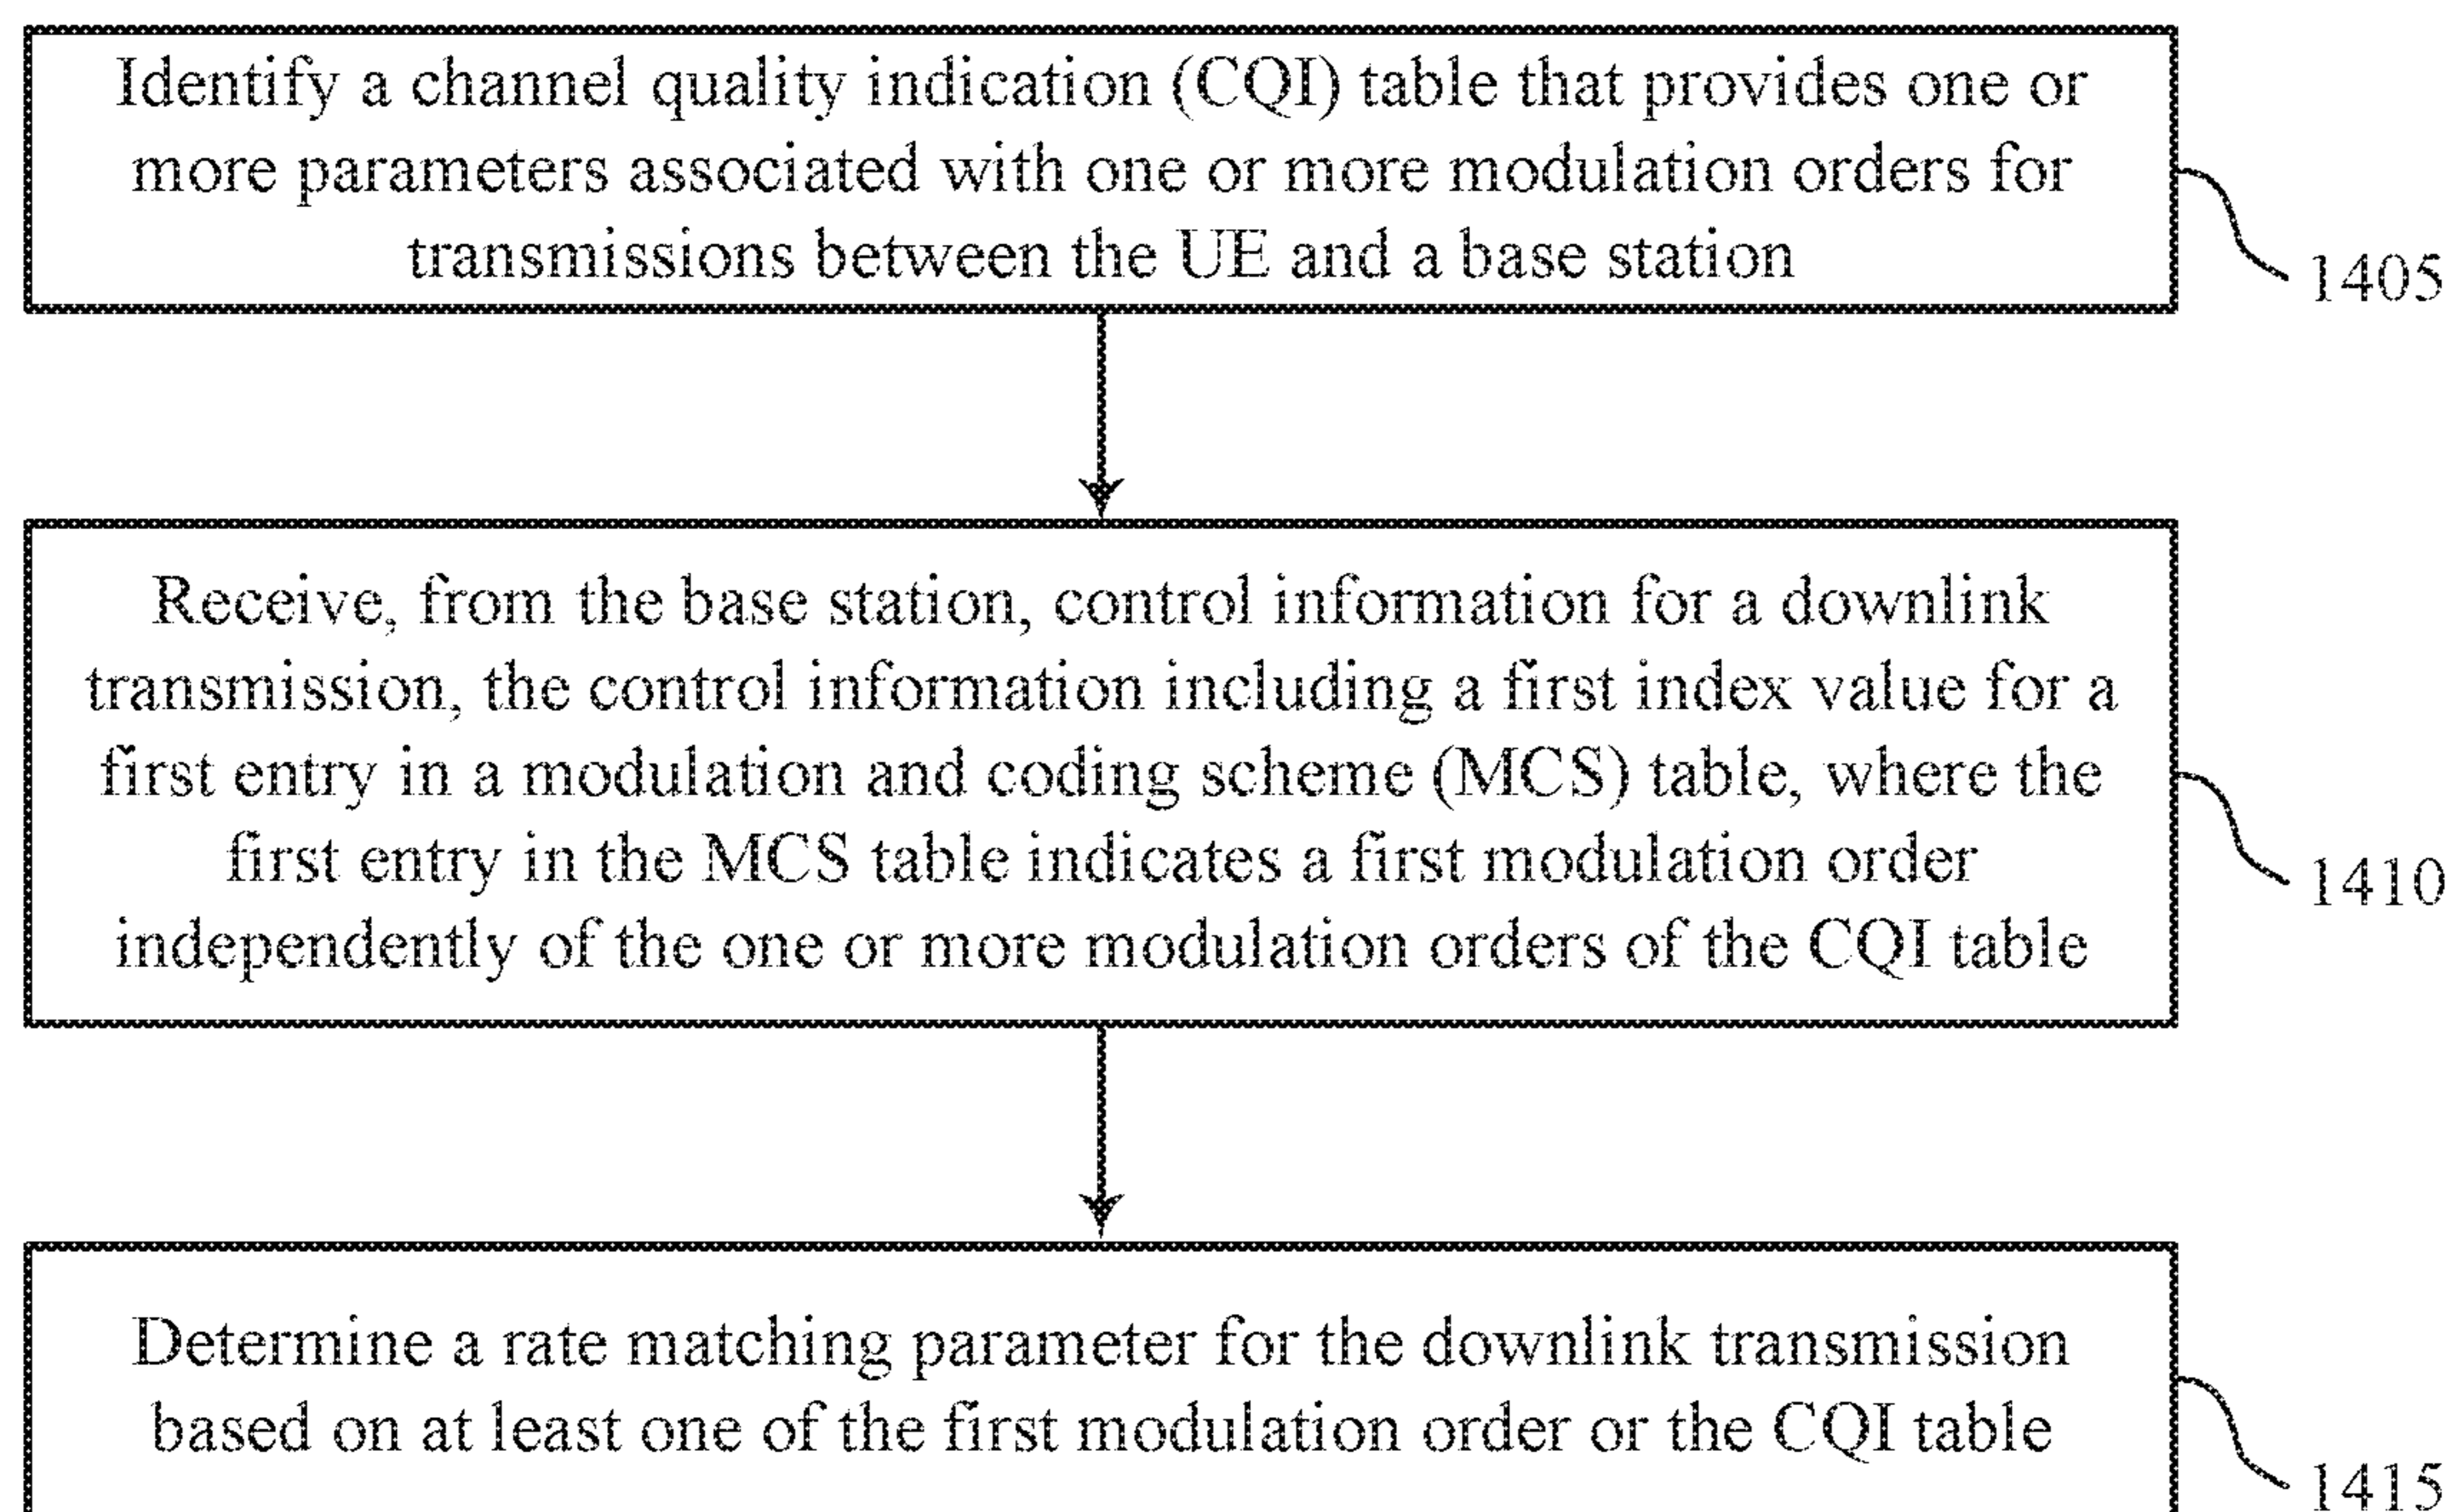 Identify a channel quality indication (CQI) table that provides one or
more parameters associated with one or more modulation orders for
transmissions between the UE and a base station
1405
Receive, from the base station, control information for a downlink
transmission, the control information including a first index value for a
first entry in a modulation and coding scheme (MCS) table, where the
first entry in the MCS table indicates a first modulation order
independently of the one or more modulation orders of the CQI table
1410
Determine a rate matching parameter for the downlink transmission
based on at least one of the first modulation order or the CQI table
1415